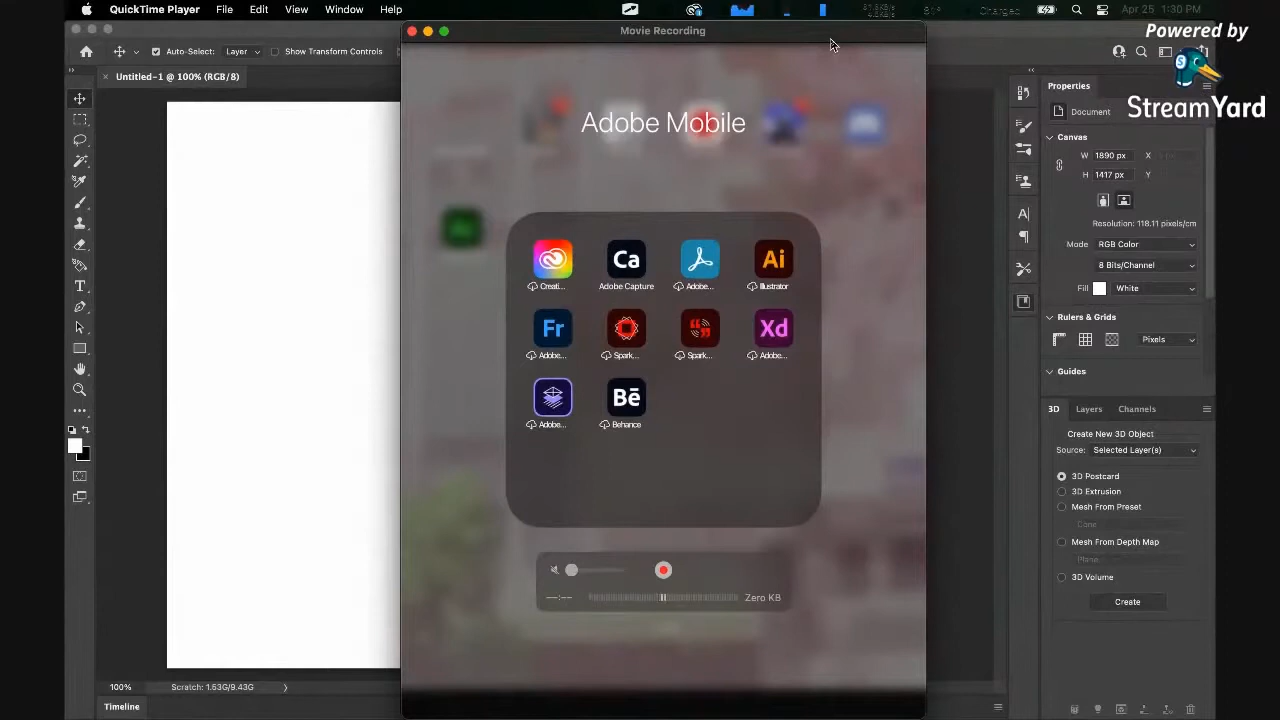 QuickTime Player File Edit View Window Help
Charged Apr 25 1:30 PM
Movie Recording
Powered by
StreamYard
Auto-Select: Layer Show Transform Controls
Untitled-1 @ 100% (RGB/8)
Adobe Mobile
Ca
Ai
Creati...
Adobe Capture
Adobe...
Illustrator
Fr
Xd
Adobe...
Spark...
Spark...
Adobe...
Bē
Adobe...
Behance
--:--
Zero KB
T
100% Scratch: 1.53G/9.43G
Timeline
Properties
Document
Canvas
W 1890 px X
H 1417 px Y
Resolution: 118.11 pixels/cm
Mode RGB Color
8 Bits/Channel
Fill White
Rulers & Grids
Pixels
Guides
3D Layers Channels
Create New 3D Object
Source: Selected Layer(s)
3D Postcard
3D Extrusion
Mesh From Preset
Cone
Mesh From Depth Map
Plane
3D Volume
Create